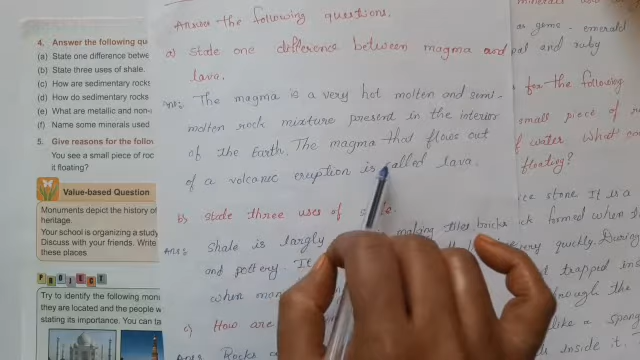 4. Answer the following qu
(a) State one difference betwe
(b) State three uses of shale.
(c) How are sedimentary rocks
(d) How do sedimentary rocks
(e) What are metallic and non-
(f) Name some minerals used
5. Give reasons for the follo
You see a small piece of roc
it floating?
Value-based Question
Monuments depict the history of
heritage.
Your school is organizing a study
Discuss with your friends. Write
these places
PROJECT
Try to identify the following mon
they are located and the people w
stating its importance. You can ta
Answer the following questions.
a) State one difference between magma and
lava.
Ans: The magma is a very hot molten and semi-
molten rock mixture present in the interior
of the Earth. The magma that flows out
of a volcanic eruption is called lava.
b) State three uses of
Ans: Shale is largly making tiles, bricks
and pottery. It
when
c) How are
Ans: Rocks
as gems - emerald
and ruby
for the following
small piece of
of water. What
floating?
stone. It is a
formed when
very quickly. During
trapped
through the
like a
inside it.